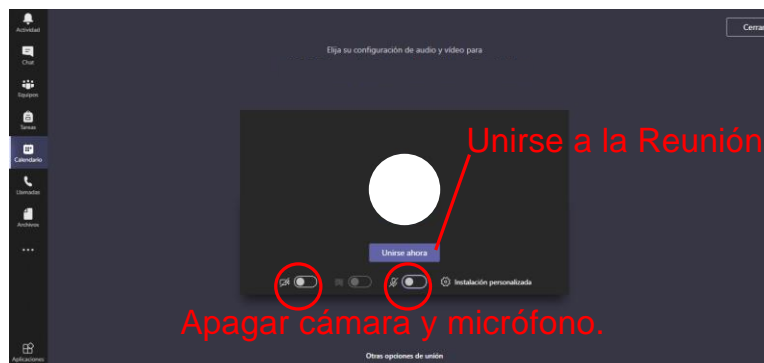 Actividad
Chat
Equipos
Tareas
Calendario
Llamadas
Archivos
Aplicaciones
Cerrar
Elija su configuración de audio y vídeo para
Unirse a la Reunión
Unirse ahora
Instalación personalizada
Apagar cámara y micrófono.
Otras opciones de unión